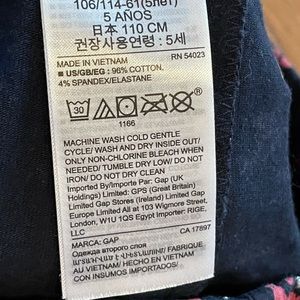 106/114-61(5лет)
5 AÑOS
日本 110 CM
권장사용연령 : 5세
MADE IN VIETNAM RN 54023
• US/GB/EG : 96% COTTON,
4% SPANDEX/ELASTANE
30
1166
MACHINE WASH COLD GENTLE
CYCLE/ WASH AND DRY INSIDE OUT/
ONLY NON-CHLORINE BLEACH WHEN
NEEDED/ TUMBLE DRY LOW/ DO NOT
IRON/ DO NOT DRY CLEAN
Imported By/Importado Por: Gap (UK
Holdings) Limited: GPS (Great Britain)
Limited: Gap Stores (Ireland) Limited: Gap
Europe Limited All at 103 Wigmore Street,
London, W1U 1QS Egypt Importer: RIGE,
LLC
CA 17897
MARCA: GAP
Одежда второго слоя
/ FABRIQUE
AU VIETNAM/ HECHO EN VIETNAM
CON INSUMOS IMPORTADOS/